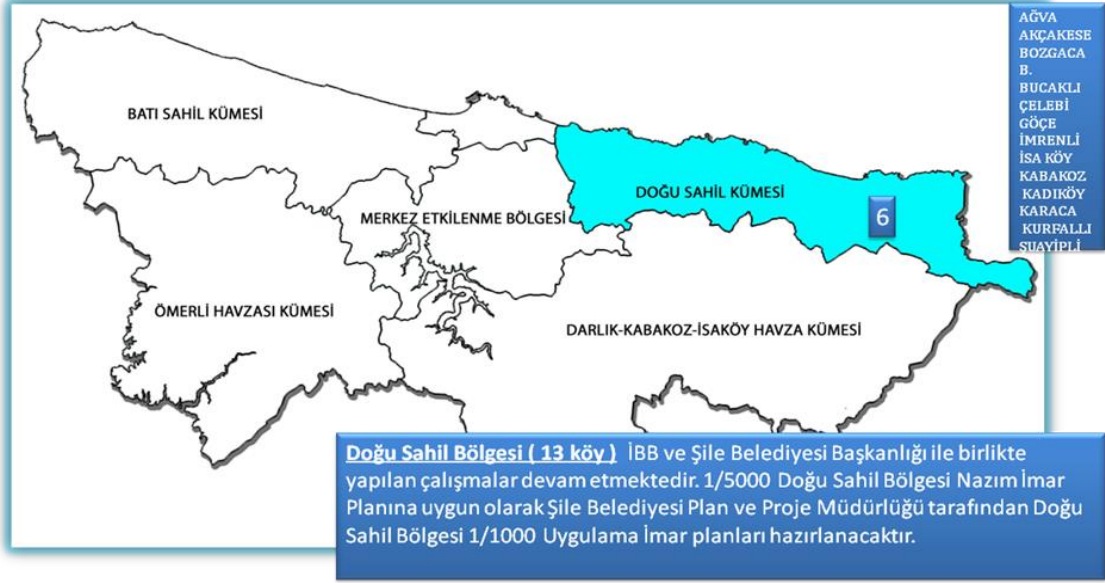 AĞVA
AKÇAKESE
BOZGACA
B.
BUCAKLI
ÇELEBİ
GÖÇE
İMRENLİ
İSA KÖY
KABAKOZ
KADIKÖY
KARACA
KURFALLI
SUAYİPLİ
BATI SAHİL KÜMESİ
DOĞU SAHİL KÜMESİ
6
MERKEZ ETKİLENME BÖLGESİ
ÖMERLİ HAVZASI KÜMESİ
DARLIK-KABAKOZ-İSAKÖY HAVZA KÜMESİ
Doğu Sahil Bölgesi ( 13 köy ) İBB ve Şile Belediyesi Başkanlığı ile birlikte
yapılan çalışmalar devam etmektedir. 1/5000 Doğu Sahil Bölgesi Nazım İmar
Planına uygun olarak Şile Belediyesi Plan ve Proje Müdürlüğü tarafından Doğu
Sahil Bölgesi 1/1000 Uygulama İmar planları hazırlanacaktır.